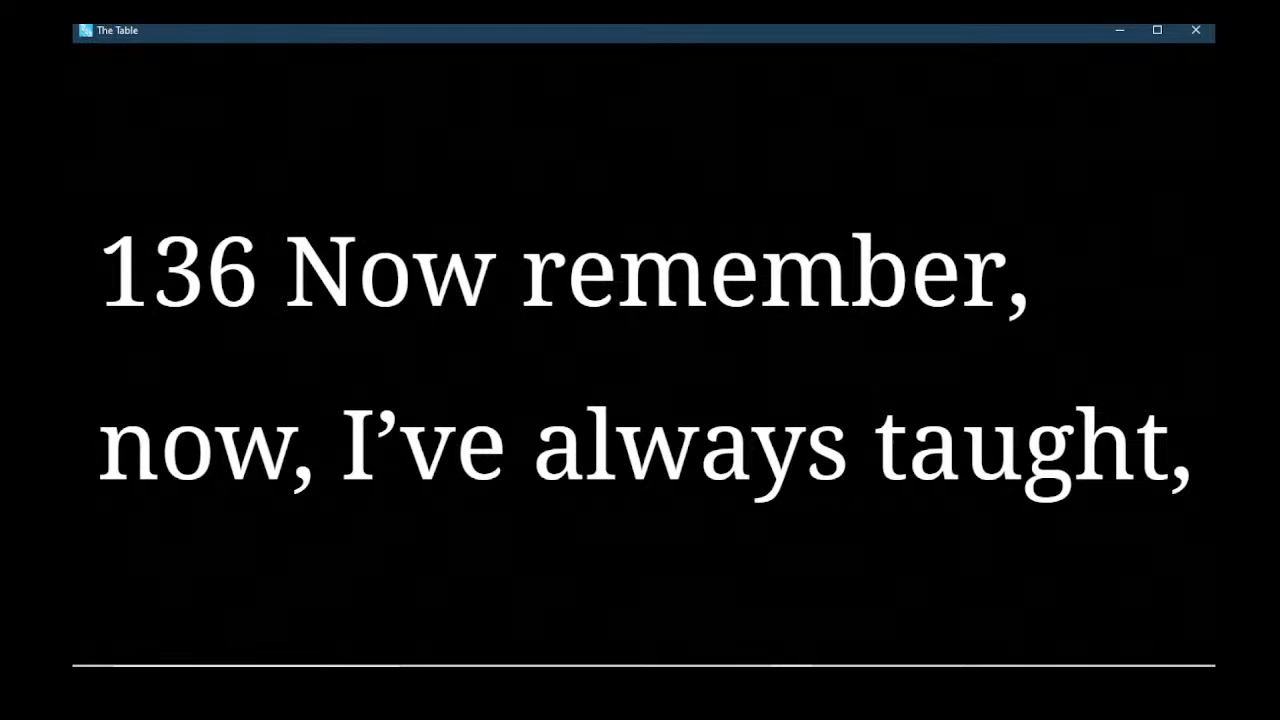 The Table
136 Now remember,
now, I’ve always taught,